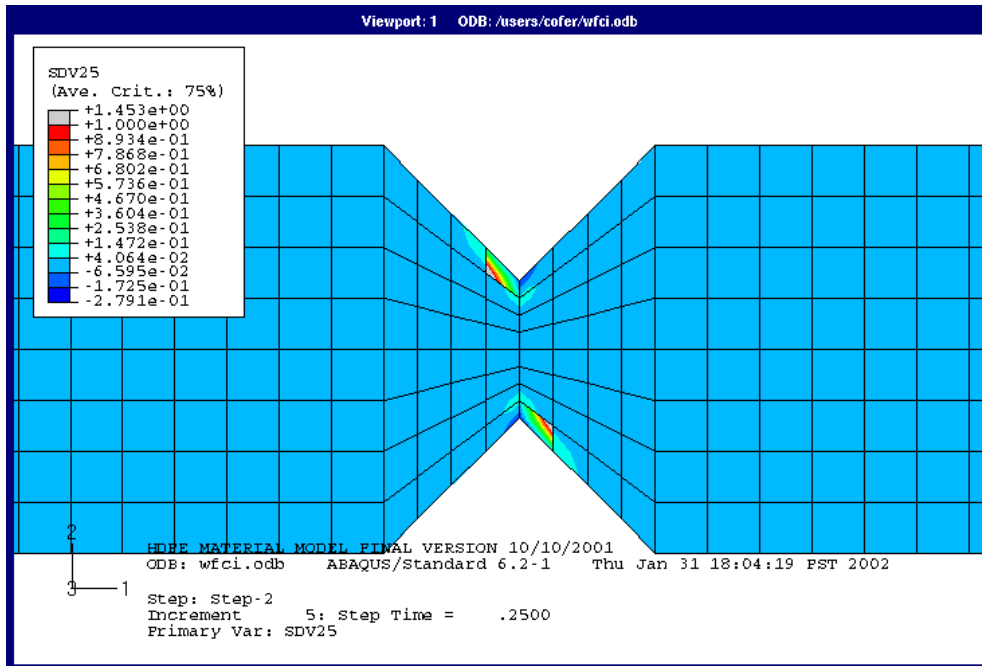 Viewport: 1 ODB: /users/cofer/wfci.odb
SDV25
(Ave. Crit.: 75%)
+1.453e+00
+1.000e+00
+8.934e-01
+7.868e-01
+6.802e-01
+5.736e-01
+4.670e-01
+3.604e-01
+2.538e-01
+1.472e-01
+4.064e-02
-6.595e-02
-1.725e-01
-2.791e-01
2
3 1
HDPE MATERIAL MODEL FINAL VERSION 10/10/2001
ODB: wfci.odb ABAQUS/Standard 6.2-1 Thu Jan 31 18:04:19 PST 2002
Step: Step-2
Increment 5: Step Time = .2500
Primary Var: SDV25